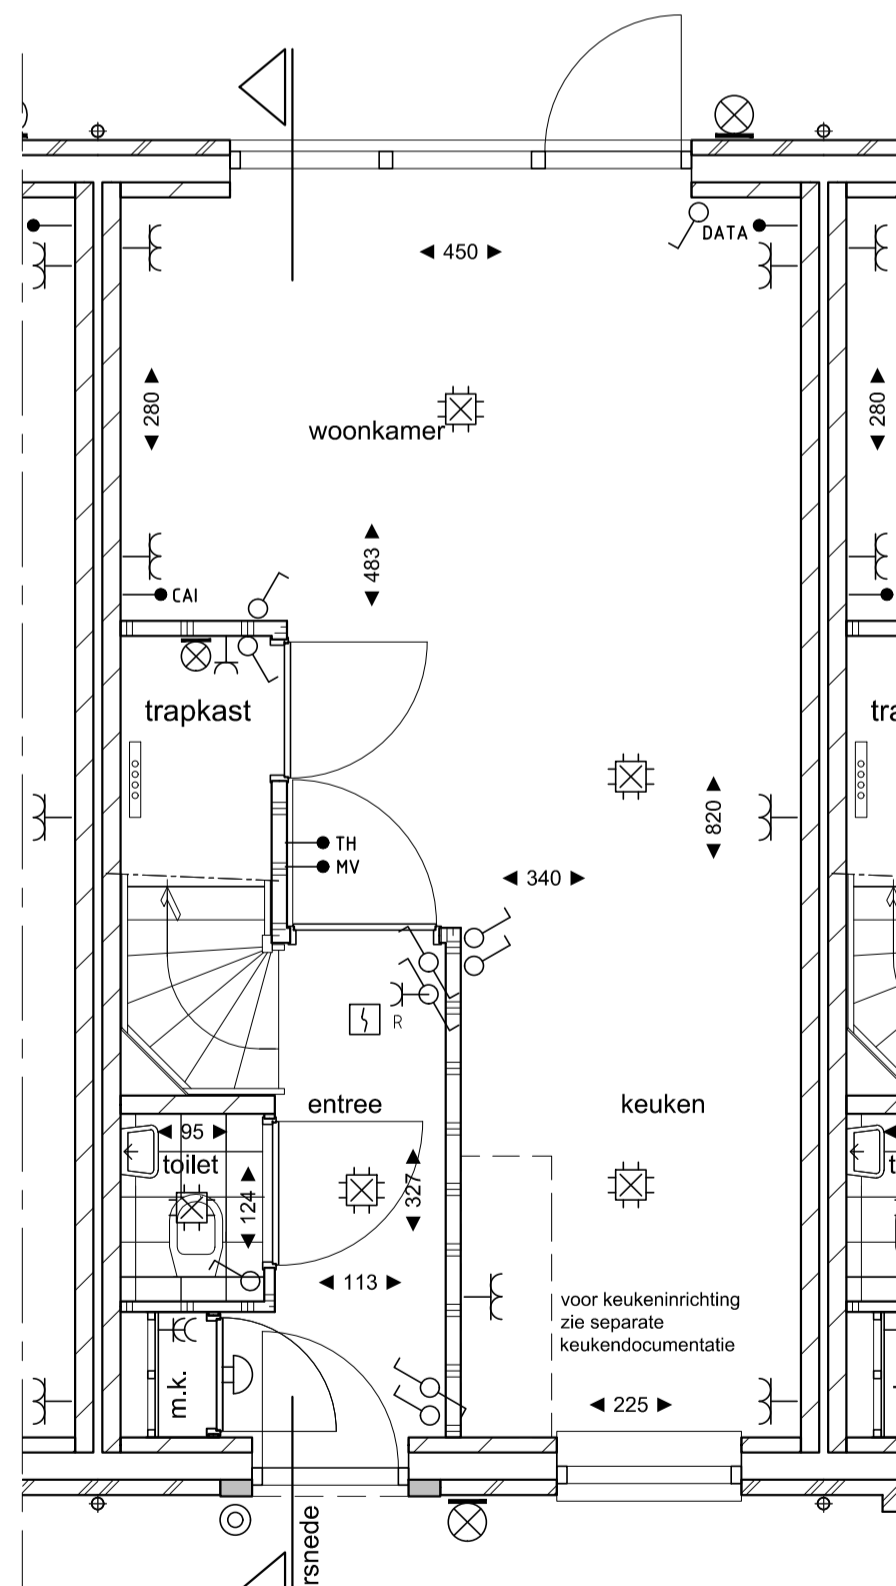 DATA
450
280
280
woonkamer
483
CAI
trapkast
tra
820
TH
MV
340
R
entree
keuken
95
toilet
t
124
327
113
voor keukeninrichting
zie separate
keukendocumentatie
m.k.
225
rsnede